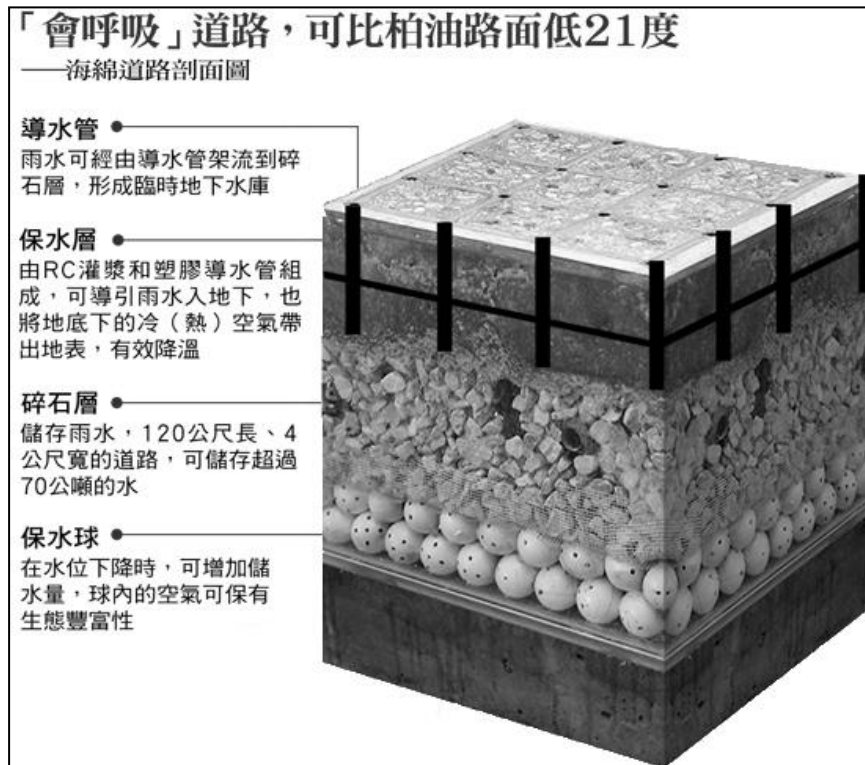 「會呼吸」道路，可比柏油路面低21度
——海綿道路剖面圖
導水管
雨水可經由導水管架流到碎
石層，形成臨時地下水庫
保水層
由RC灌漿和塑膠導水管組
成，可導引雨水入地下，也
將地底下的冷（熱）空氣帶
出地表，有效降溫
碎石層
儲存雨水，120公尺長、4
公尺寬的道路，可儲存超過
70公噸的水
保水球
在水位下降時，可增加儲
水量，球內的空氣可保有
生態豐富性